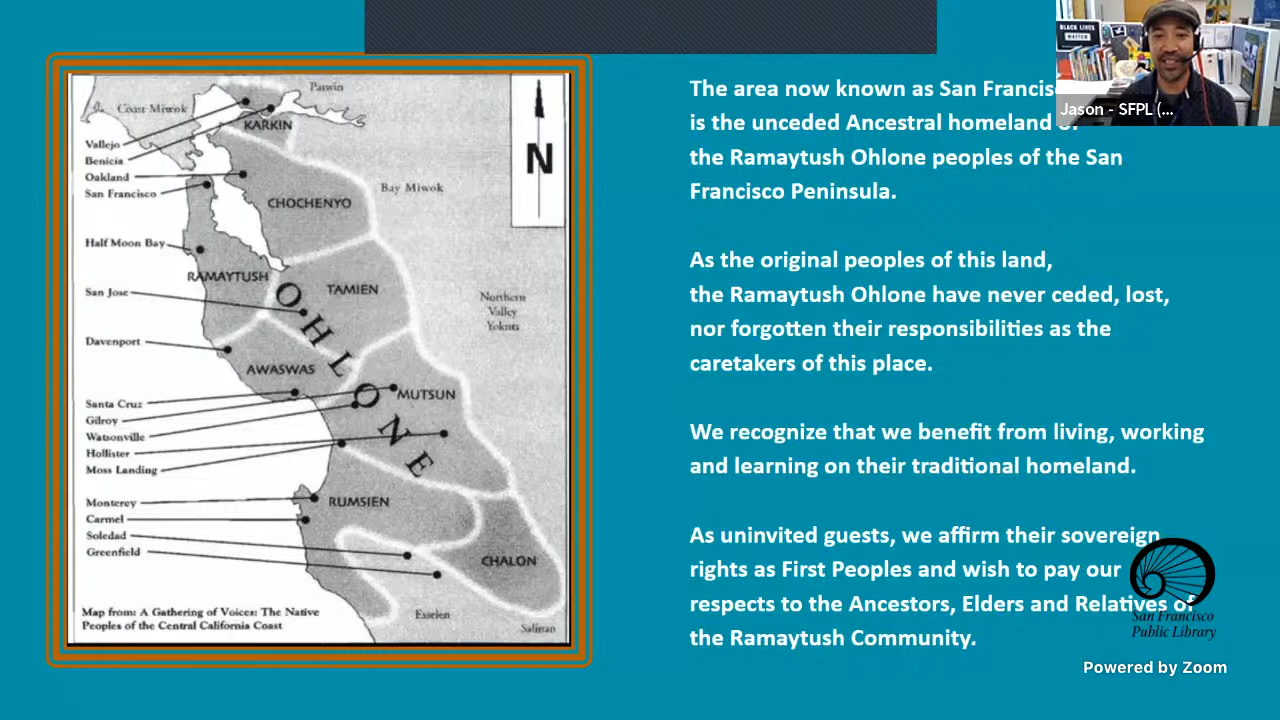 Patwin
Coast Miwok
KARKIN
Vallejo
Benicia
Oakland
San Francisco
CHOCHENYO
Bay Miwok
N
Half Moon Bay
RAMAYTUSH
San Jose
TAMIEN
Northern
Valley
Yokuts
Davenport
AWASWAS
OHLONE
MUTSUN
Santa Cruz
Gilroy
Watsonville
Hollister
Moss Landing
Monterey
RUMSIEN
Carmel
Soledad
Greenfield
CHALON
Map from: A Gathering of Voices: The Native
Peoples of the Central California Coast
Esselen
Salinan
The area now known as San Francis
is the unceded Ancestral homeland of
the Ramaytush Ohlone peoples of the San
Francisco Peninsula.
As the original peoples of this land,
the Ramaytush Ohlone have never ceded, lost,
nor forgotten their responsibilities as the
caretakers of this place.
We recognize that we benefit from living, working
and learning on their traditional homeland.
As uninvited guests, we affirm their sovereign
rights as First Peoples and wish to pay our
respects to the Ancestors, Elders and Relatives of
the Ramaytush Community.
BLACK LIVES
MATTER
Jason - SFPL (...
San Francisco
Public Library
Powered by Zoom